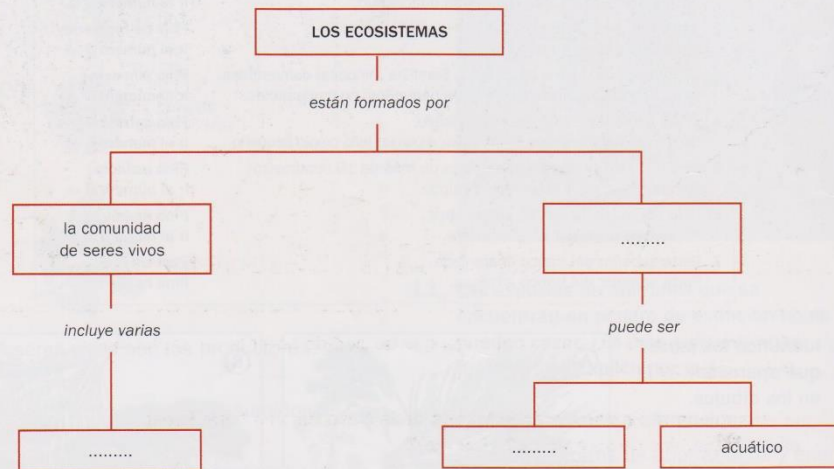 LOS ECOSISTEMAS
están formados por
la comunidad
de seres vivos
.........
incluye varias
puede ser
.........
.........
acuático